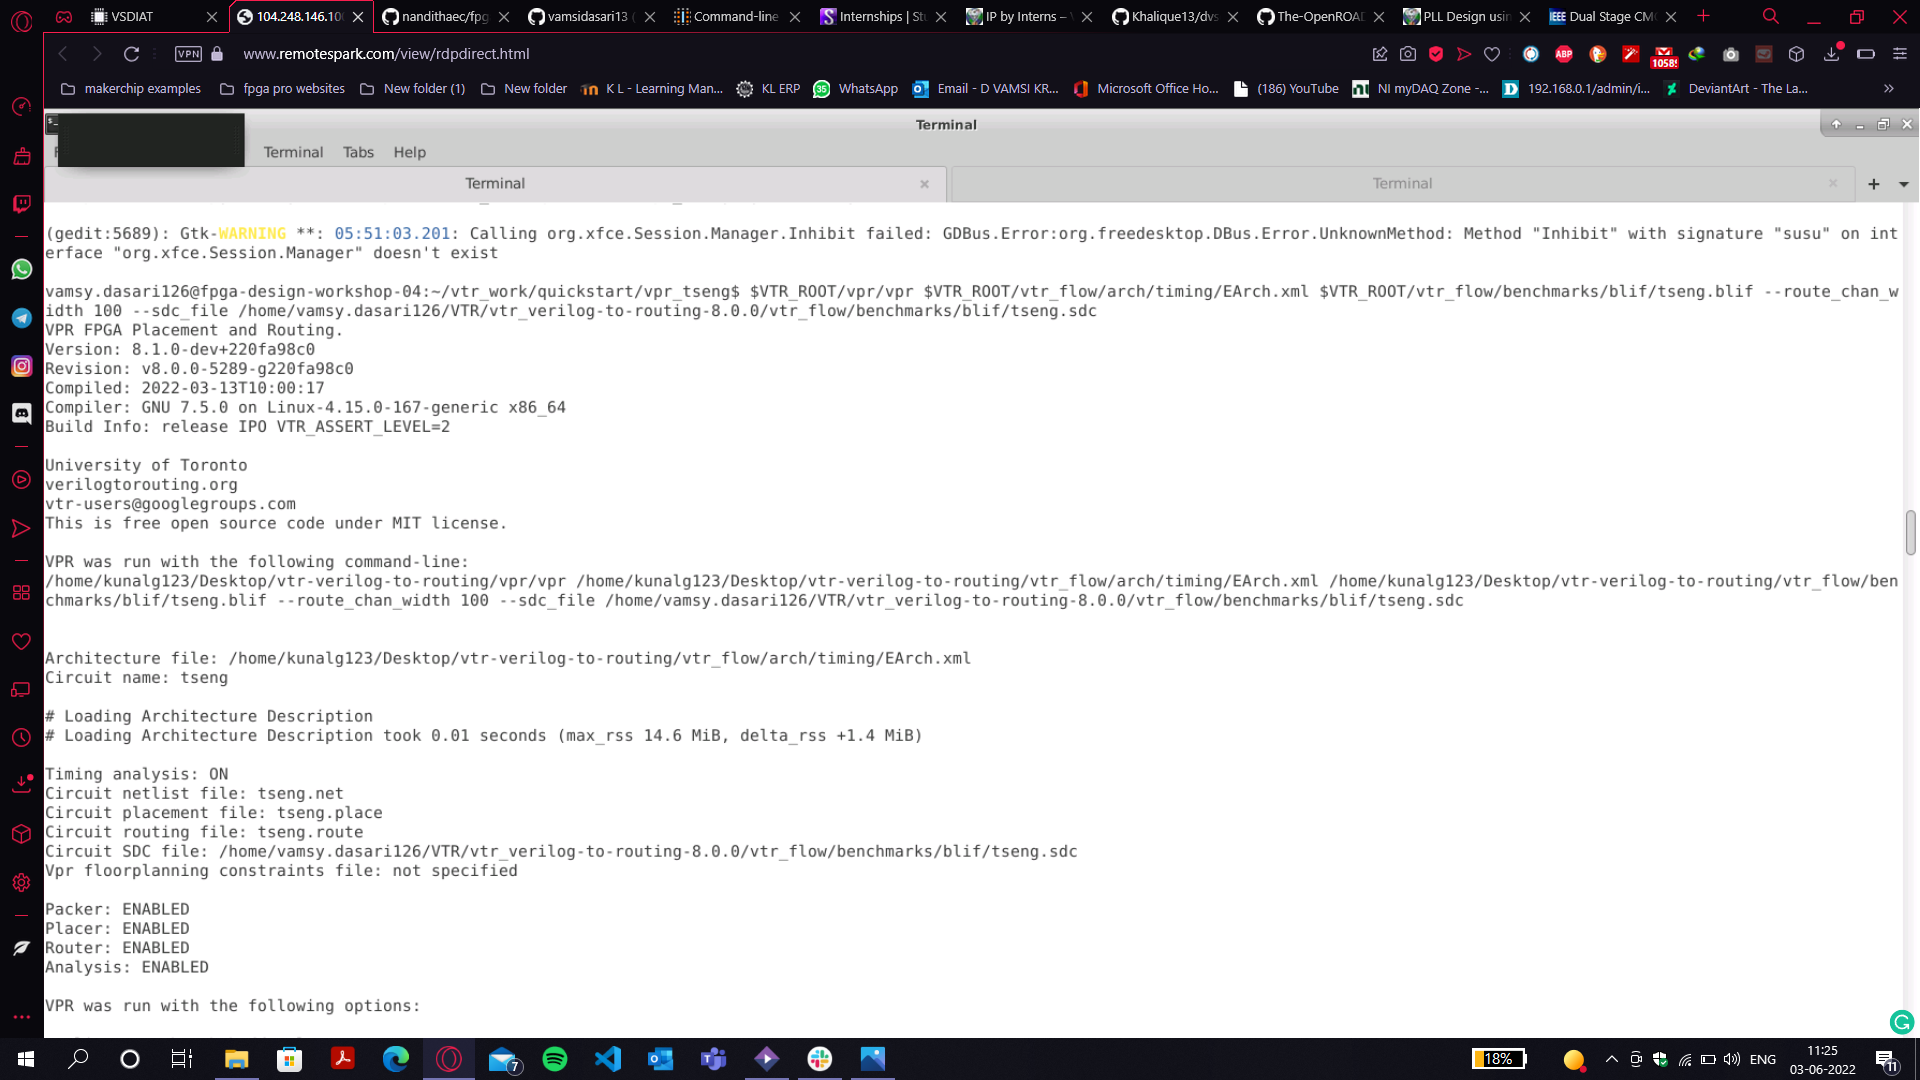 VSDIAT
104.248.146.10
nandithaec/fpg
vamsidasari13 (
Command-line
Internships | Stu
IP by Interns –
Khalique13/dvs
The-OpenROAD
PLL Design usin
IEEE Dual Stage CMO
VPN www.remotespark.com/view/rdpdirect.html
ABP
1058
makerchip examples
fpga pro websites
New folder (1)
New folder
K L - Learning Man...
KL ERP
35 WhatsApp
Email - D VAMSI KR...
Microsoft Office Ho...
(186) YouTube
NI myDAQ Zone -...
192.168.0.1/admin/i...
DeviantArt - The La...
»
Terminal
Terminal Tabs Help
Terminal
Terminal
(gedit:5689): Gtk-WARNING **: 05:51:03.201: Calling org.xfce.Session.Manager.Inhibit failed: GDBus.Error:org.freedesktop.DBus.Error.UnknownMethod: Method "Inhibit" with signature "susu" on int
erface "org.xfce.Session.Manager" doesn't exist
vamsy.dasari126@fpga-design-workshop-04:~/vtr_work/quickstart/vpr_tseng$ $VTR_ROOT/vpr/vpr $VTR_ROOT/vtr_flow/arch/timing/EArch.xml $VTR_ROOT/vtr_flow/benchmarks/blif/tseng.blif --route_chan_w
idth 100 --sdc_file /home/vamsy.dasari126/VTR/vtr_verilog-to-routing-8.0.0/vtr_flow/benchmarks/blif/tseng.sdc
VPR FPGA Placement and Routing.
Version: 8.1.0-dev+220fa98c0
Revision: v8.0.0-5289-g220fa98c0
Compiled: 2022-03-13T10:00:17
Compiler: GNU 7.5.0 on Linux-4.15.0-167-generic x86_64
Build Info: release IPO VTR_ASSERT_LEVEL=2
University of Toronto
verilogtorouting.org
vtr-users@googlegroups.com
This is free open source code under MIT license.
VPR was run with the following command-line:
/home/kunalg123/Desktop/vtr-verilog-to-routing/vpr/vpr /home/kunalg123/Desktop/vtr-verilog-to-routing/vtr_flow/arch/timing/EArch.xml /home/kunalg123/Desktop/vtr-verilog-to-routing/vtr_flow/ben
chmarks/blif/tseng.blif --route_chan_width 100 --sdc_file /home/vamsy.dasari126/VTR/vtr_verilog-to-routing-8.0.0/vtr_flow/benchmarks/blif/tseng.sdc
Architecture file: /home/kunalg123/Desktop/vtr-verilog-to-routing/vtr_flow/arch/timing/EArch.xml
Circuit name: tseng
# Loading Architecture Description
# Loading Architecture Description took 0.01 seconds (max_rss 14.6 MiB, delta_rss +1.4 MiB)
Timing analysis: ON
Circuit netlist file: tseng.net
Circuit placement file: tseng.place
Circuit routing file: tseng.route
Circuit SDC file: /home/vamsy.dasari126/VTR/vtr_verilog-to-routing-8.0.0/vtr_flow/benchmarks/blif/tseng.sdc
Vpr floorplanning constraints file: not specified
Packer: ENABLED
Placer: ENABLED
Router: ENABLED
Analysis: ENABLED
VPR was run with the following options:
7
18%
ENG
11:25
03-06-2022
11